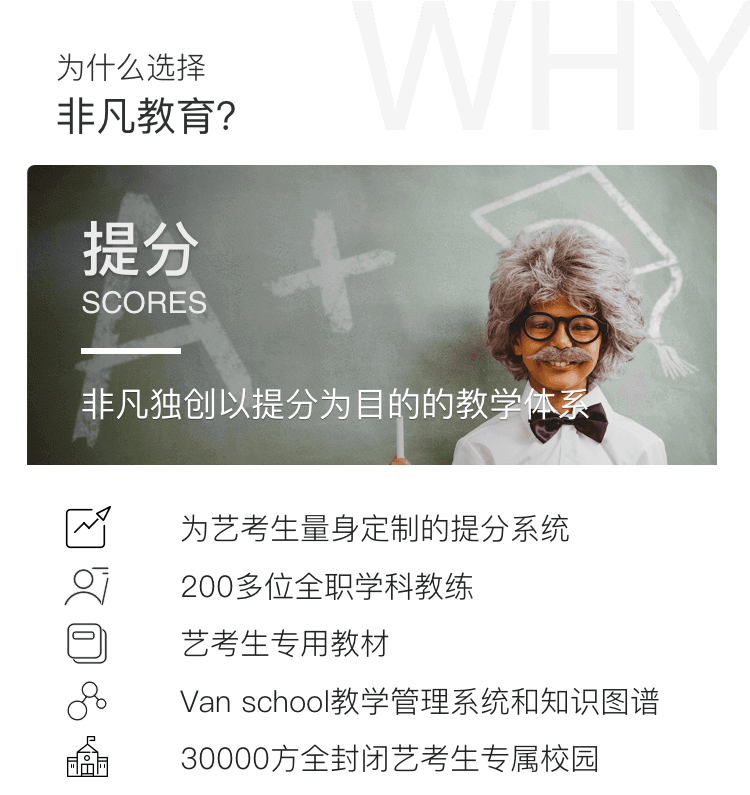 WHY
为什么选择
非凡教育?
A+
提分
SCORES
非凡独创以提分为目的的教学体系
为艺考生量身定制的提分系统
200多位全职学科教练
艺考生专用教材
Van school教学管理系统和知识图谱
30000方全封闭艺考生专属校园